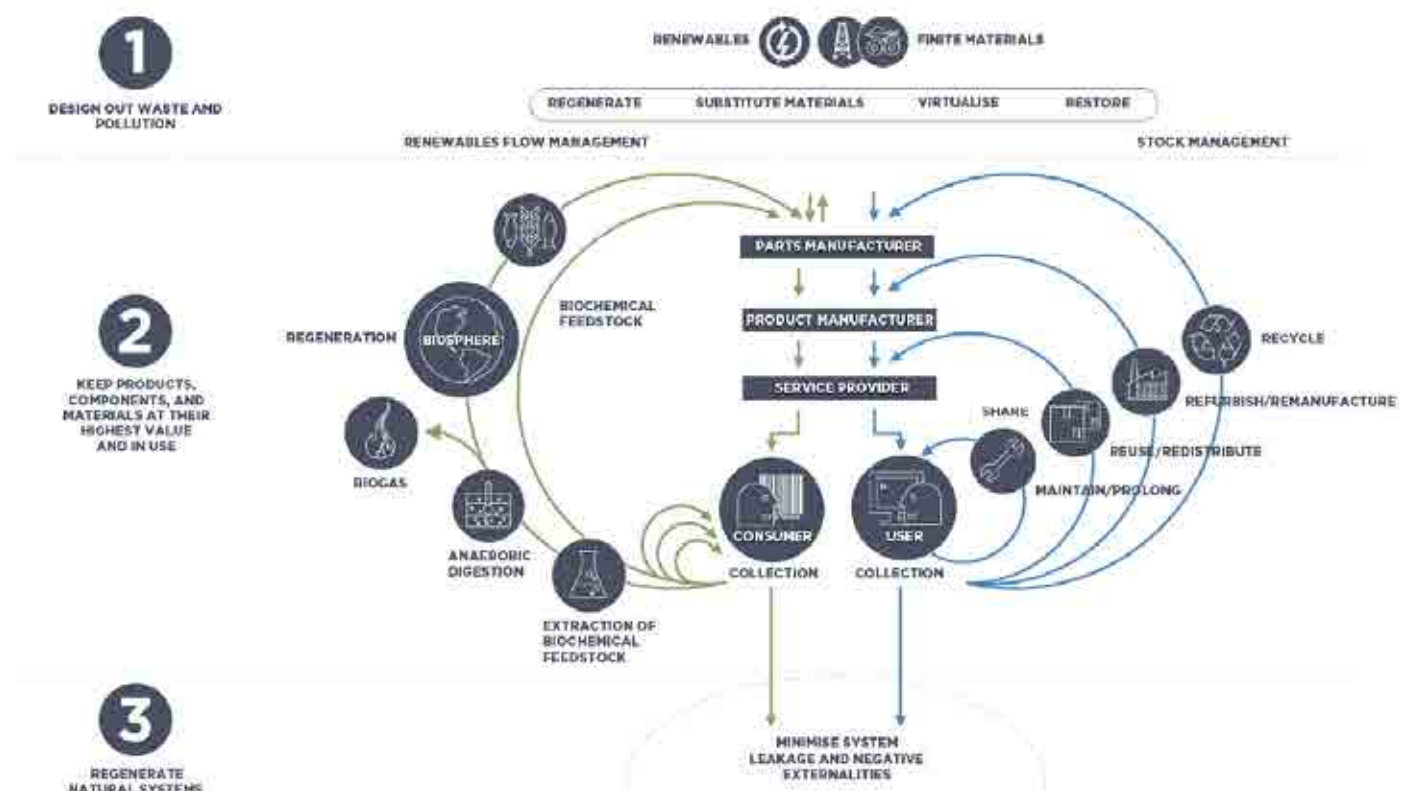 1
DESIGN OUT WASTE AND
POLLUTION
RENEWABLES
FINITE MATERIALS
REGENERATE
SUBSTITUTE MATERIALS
VIRTUALISE
RESTORE
RENEWABLES FLOW MANAGEMENT
STOCK MANAGEMENT
2
KEEP PRODUCTS,
COMPONENTS, AND
MATERIALS AT THEIR
HIGHEST VALUE
AND IN USE
PARTS MANUFACTURER
PRODUCT MANUFACTURER
SERVICE PROVIDER
BIOCHEMICAL
FEEDSTOCK
REGENERATION
BIOSPHERE
BIOGAS
ANAEROBIC
DIGESTION
EXTRACTION OF
BIOCHEMICAL
FEEDSTOCK
CONSUMER
COLLECTION
USER
COLLECTION
SHARE
MAINTAIN/PROLONG
REUSE/REDISTRIBUTE
REFURBISH/REMANUFACTURE
RECYCLE
3
REGENERATE
NATURAL SYSTEMS
MINIMISE SYSTEM
LEAKAGE AND NEGATIVE
EXTERNALITIES